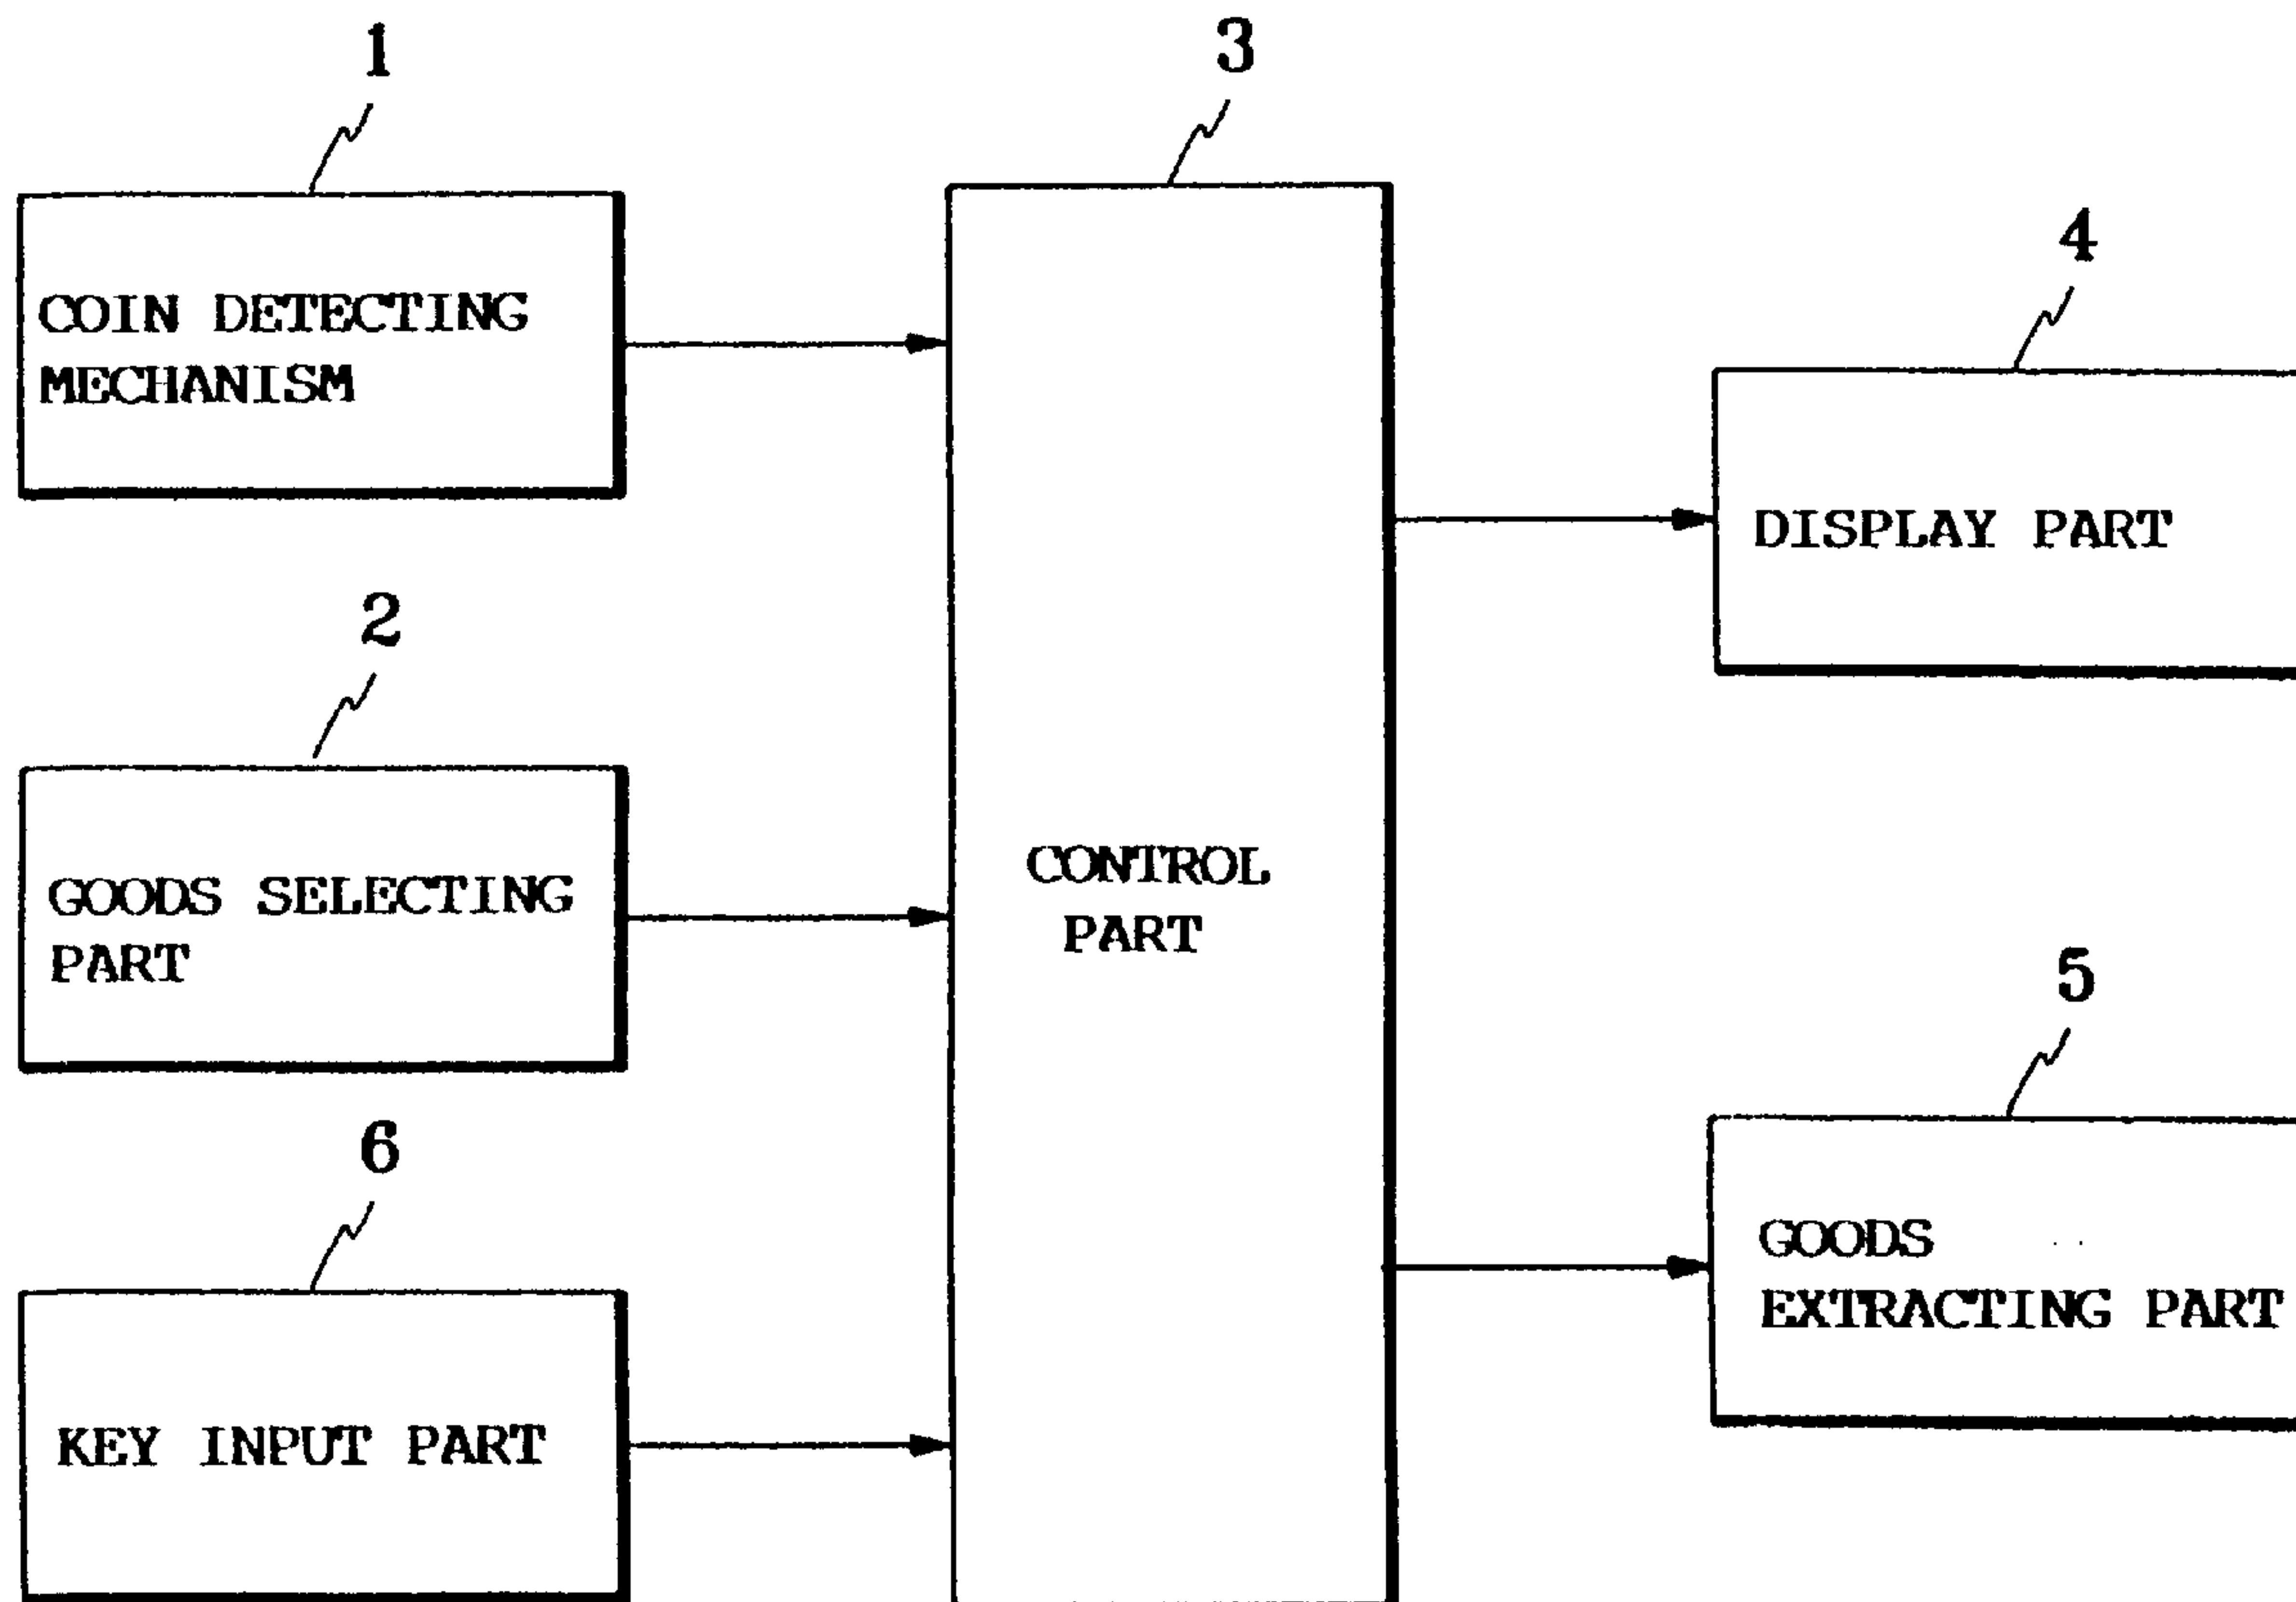 1
COIN DETECTING
MECHANISM
2
GOODS SELECTING
PART
6
KEY INPUT PART
3
CONTROL
PART
4
DISPLAY PART
5
GOODS
EXTRACTING PART